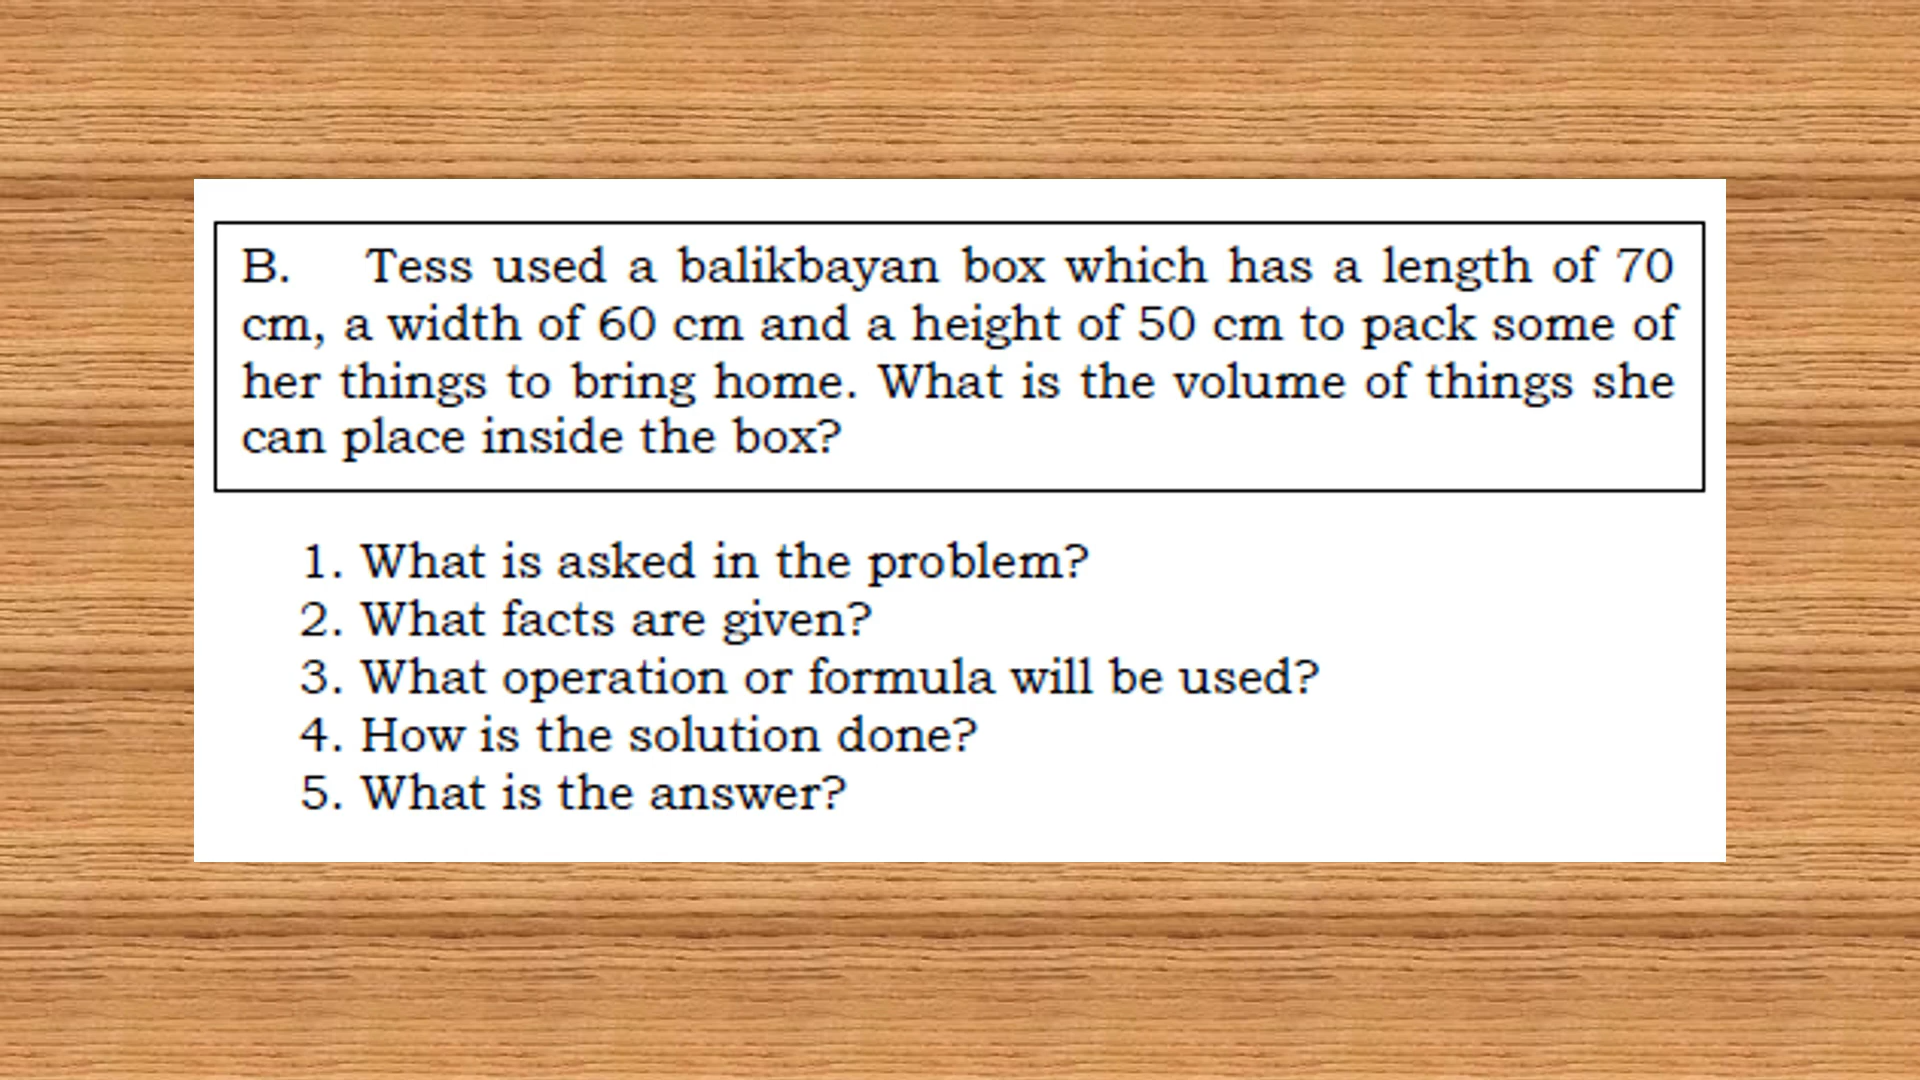 B. Tess used a balikbayan box which has a length of 70
cm, a width of 60 cm and a height of 50 cm to pack some of
her things to bring home. What is the volume of things she
can place inside the box?
1. What is asked in the problem?
2. What facts are given?
3. What operation or formula will be used?
4. How is the solution done?
5. What is the answer?